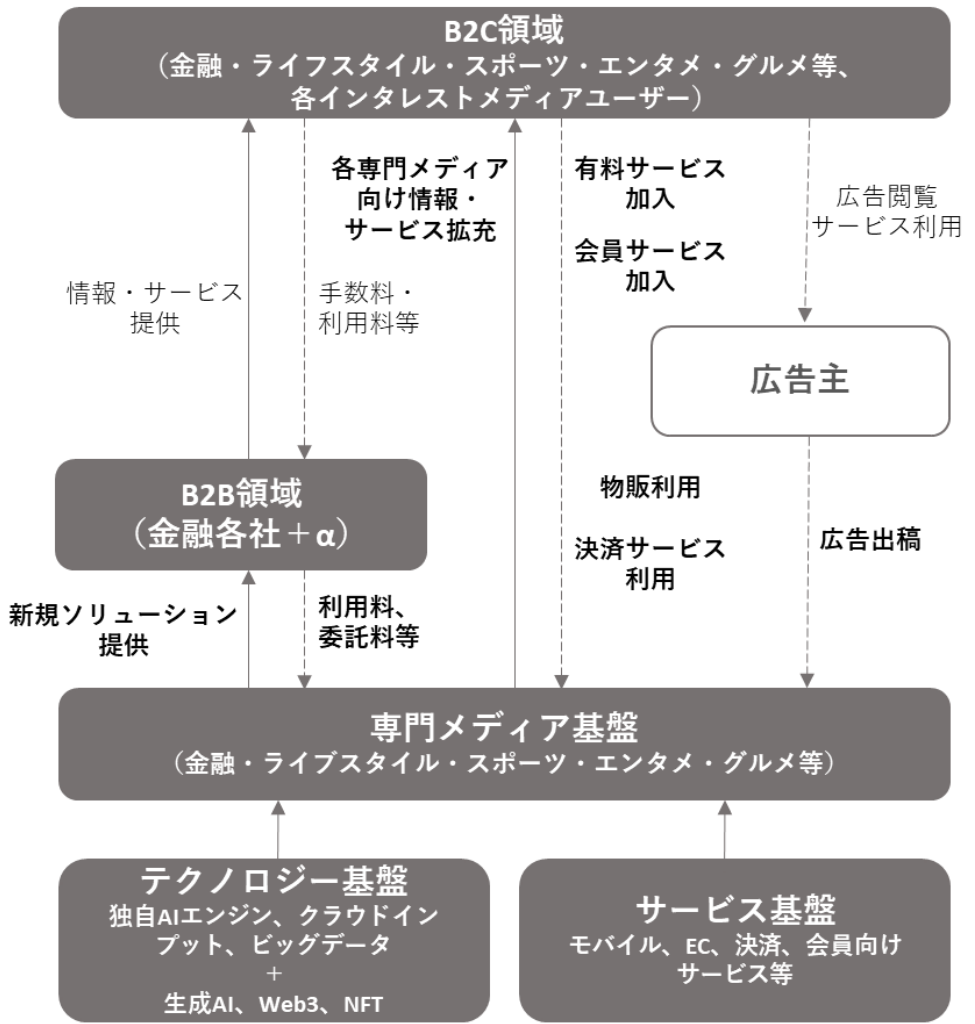 B2C領域
（金融・ライフスタイル・スポーツ・エンタメ・グルメ等、
各インタレストメディアユーザー）
各専門メディア
向け情報・
サービス拡充
有料サービス
加入
会員サービス
加入
広告閲覧
サービス利用
情報・サービス
提供
手数料・
利用料等
広告主
B2B領域
（金融各社＋α）
物販利用
決済サービス
利用
広告出稿
新規ソリューション
提供
利用料、
委託料等
専門メディア基盤
（金融・ライブスタイル・スポーツ・エンタメ・グルメ等）
テクノロジー基盤
独自AIエンジン、クラウドイン
プット、ビッグデータ
＋
生成AI、Web3、NFT
サービス基盤
モバイル、EC、決済、会員向け
サービス等